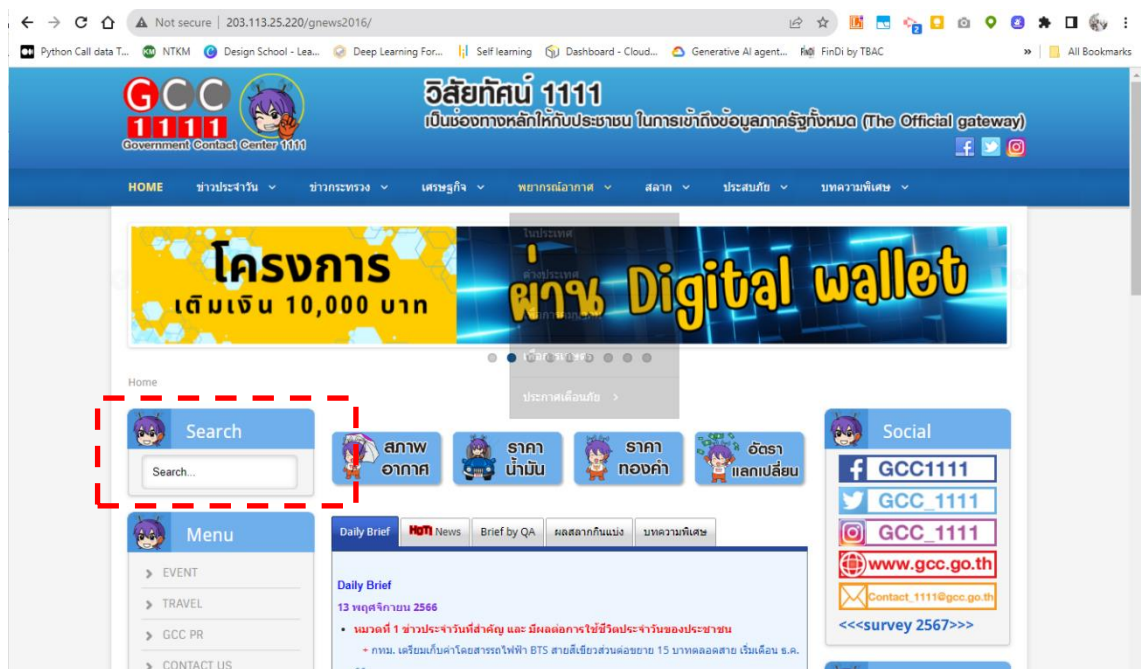 Not secure | 203.113.25.220/gnews2016/
Python Call data T... NTKM Design School - Lea... Deep Learning For... Self learning Dashboard - Cloud... Generative AI agent... FinDi by TBAC » All Bookmarks
GCC
1111
Government Contact Center 1111
วิสัยทัศน์ 1111
เป็นช่องทางหลักให้กับประชาชน ในการเข้าถึงข้อมูลภาครัฐทั้งหมด (The Official gateway)
HOME ข่าวประจำวัน ข่าวกระทรวง เศรษฐกิจ พยากรณ์อากาศ สลาก ประสบภัย บทความพิเศษ
ในประเทศ
ต่างประเทศ
โครงการ
เติมเงิน 10,000 บาท
ผ่าน Digital wallet
ประกาศเตือนภัย >
Home
Search
Search...
สภาพ
อากาศ
ราคา
น้ำมัน
ราคา
ทองคำ
อัตรา
แลกเปลี่ยน
Social
GCC1111
GCC_1111
GCC_1111
www.gcc.go.th
Contact_1111@gcc.go.th
<<<survey 2567>>>
Menu
EVENT
TRAVEL
GCC PR
CONTACT US
Daily Brief HOT! News Brief by QA ผลสลากกินแบ่ง บทความพิเศษ
Daily Brief
13 พฤศจิกายน 2566
• หมวดที่ 1 ข่าวประจำวันที่สำคัญ และ มีผลต่อการใช้ชีวิตประจำวันของประชาชน
+ กทม. เตรียมเก็บค่าโดยสารรถไฟฟ้า BTS สายสีเขียวส่วนต่อขยาย 15 บาทตลอดสาย เริ่มเดือน ธ.ค.